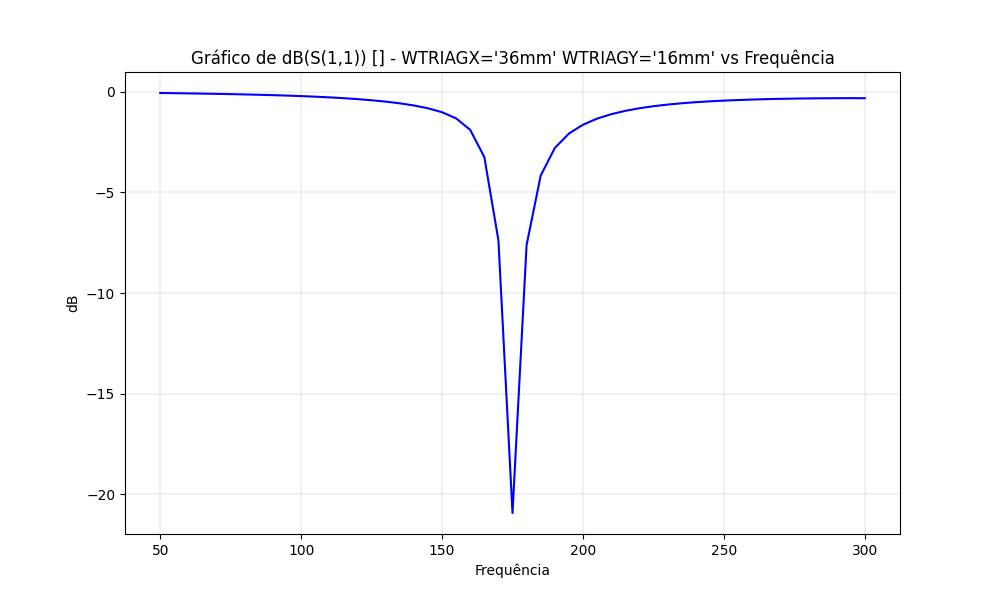 Gráfico de dB(S(1,1)) [] - WTRIAGX='36mm' WTRIAGY='16mm' vs Frequência
0
−5
−10
−15
−20
dB
50 100 150 200 250 300
Frequência